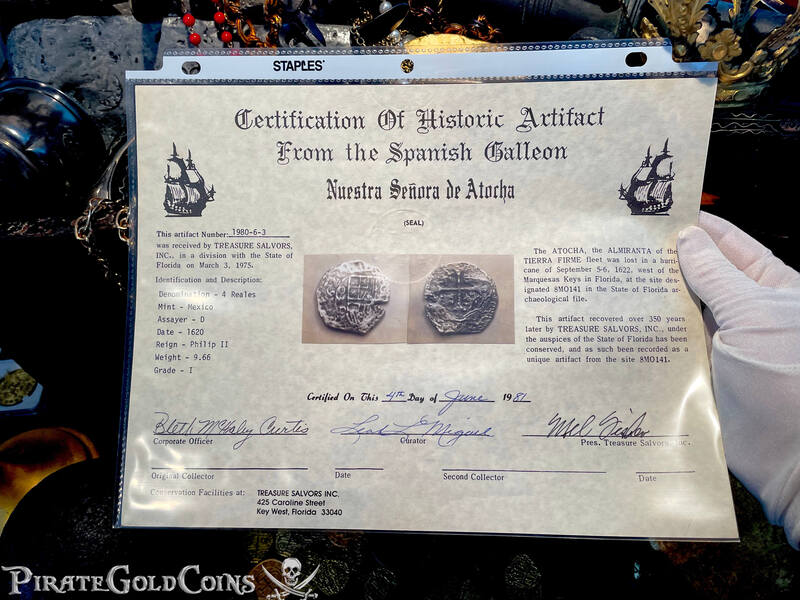 STAPLES
Certification Of Historic Artifact
From the Spanish Galleon
Nuestra Señora de Atocha
(SEAL)
This artifact Number: 1980-6-3
was received by TREASURE SALVORS,
INC., in a division with the State of
Florida on March 3, 1975.
Identification and Description:
Denomination - 4 Reales
Mint - Mexico
Assayer - D
Date - 1620
Reign - Philip II
Weight - 9.66
Grade - I
The ATOCHA, the ALMIRANTA of the
TIERRA FIRME fleet was lost in a hurri-
cane of September 5-6, 1622, west of the
Marquesas Keys in Florida, at the site des-
ignated 8MO141 in the State of Florida ar-
chaeological file.
This artifact recovered over 350 years
later by TREASURE SALVORS, INC., under
the auspices of the State of Florida has been
conserved, and as such been recorded as a
unique artifact from the site 8MO141.
Certified On This 4th Day of June 1981
Bleth McHaley Curtis
Corporate Officer
Leah L Miguel
Curator
Mel Fisher
Pres. Treasure Salvors, Inc.
Original Collector
Date
Second Collector
Date
Conservation Facilities at:
TREASURE SALVORS INC.
425 Caroline Street
Key West, Florida 33040
PIRATEGOLDCOINS